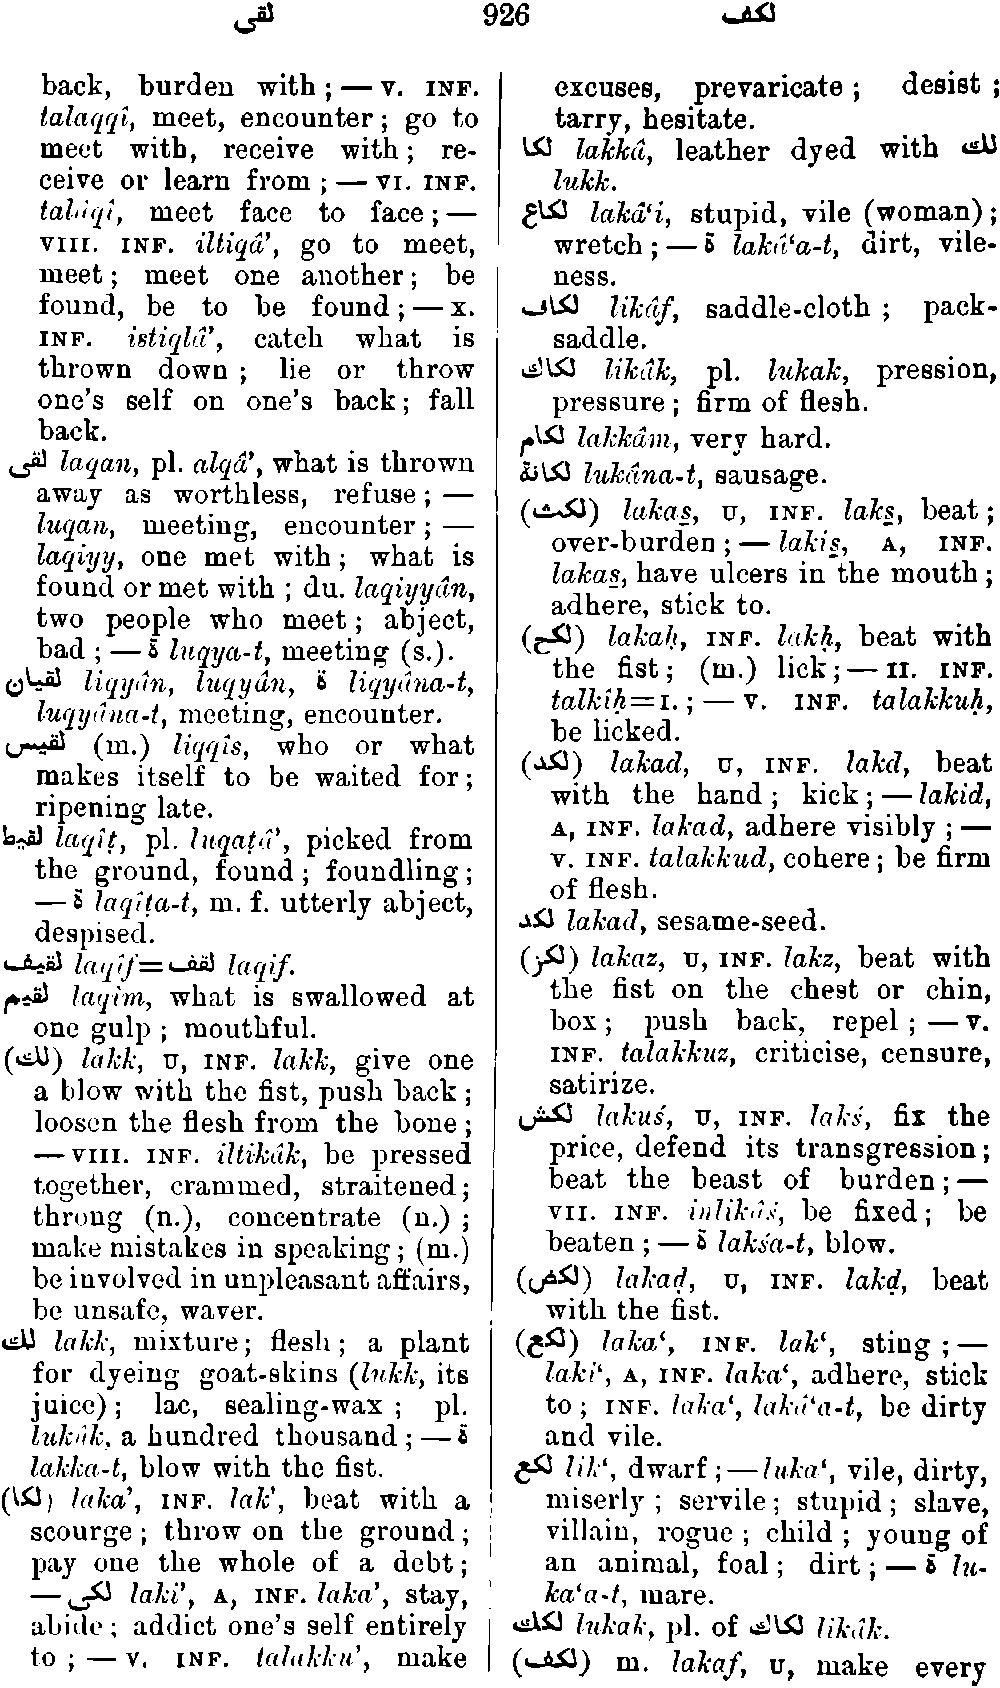 لقى 926 لكف
back, burden with; — V. INF.
talaqqî, meet, encounter; go to
meet with, receive with; re-
ceive or learn from; — VI. INF.
talâqî, meet face to face; —
VIII. INF. iltiqâ’, go to meet,
meet; meet one another; be
found, be to be found; — X.
INF. istiqlâ’, catch what is
thrown down; lie or throw
one's self on one's back; fall
back.
لقى laqan, pl. alqâ’, what is thrown
away as worthless, refuse; —
luqan, meeting, encounter; —
laqiyy, one met with; what is
found or met with; du. laqiyyân,
two people who meet; abject,
bad; — ة luqya-t, meeting (s.).
لقيان liqyân, luqyân, ة liqyâna-t,
luqyâna-t, meeting, encounter.
لقيس (m.) liqqîs, who or what
makes itself to be waited for;
ripening late.
لقيط laqîṭ, pl. luqaṭâ’, picked from
the ground, found; foundling;
— ة laqîṭa-t, m. f. utterly abject,
despised.
لقيف laqîf=لقف laqif.
لقيم laqîm, what is swallowed at
one gulp; mouthful.
(لك) lakk, U, INF. lakk, give one
a blow with the fist, push back;
loosen the flesh from the bone;
— VIII. INF. iltikâk, be pressed
together, crammed, straitened;
throng (n.), concentrate (n.);
make mistakes in speaking; (m.)
be involved in unpleasant affairs,
be unsafe, waver.
لك lakk, mixture; flesh; a plant
for dyeing goat-skins (lukk, its
juice); lac, sealing-wax; pl.
lukûk, a hundred thousand; — ة
lakka-t, blow with the fist.
(لكا) laka’, INF. lak’, beat with a
scourge; throw on the ground;
pay one the whole of a debt;
— لكى laki’, A, INF. laka’, stay,
abide; addict one's self entirely
to; — V. INF. talakku’, make
excuses, prevaricate; desist;
tarry, hesitate.
لكا lakkâ, leather dyed with لك
lukk.
لكاع lakâ‘i, stupid, vile (woman);
wretch; — ة lakâ‘a-t, dirt, vile-
ness.
لكاف likâf, saddle-cloth; pack-
saddle.
لكاك likâk, pl. lukak, pression,
pressure; firm of flesh.
لكام lakkâm, very hard.
لكانة lukâna-t, sausage.
(لكث) lakas̱, U, INF. laks̱, beat;
over-burden; — lakis̱, A, INF.
lakas̱, have ulcers in the mouth;
adhere, stick to.
(لكح) lakaḥ, INF. lakḥ, beat with
the fist; (m.) lick; — II. INF.
talkîḥ=I.; — V. INF. talakkuḥ,
be licked.
(لكد) lakad, U, INF. lakd, beat
with the hand; kick; — lakid,
A, INF. lakad, adhere visibly; —
V. INF. talakkud, cohere; be firm
of flesh.
لكد lakad, sesame-seed.
(لكز) lakaz, U, INF. lakz, beat with
the fist on the chest or chin,
box; push back, repel; — V.
INF. talakkuz, criticise, censure,
satirize.
لكش lakuś, U, INF. lakś, fix the
price, defend its transgression;
beat the beast of burden; —
VII. INF. inlikâś, be fixed; be
beaten; — ة lakśa-t, blow.
(لكض) lakaḍ, U, INF. lakḍ, beat
with the fist.
(لكع) laka‘, INF. lak‘, sting; —
laki‘, A, INF. laka‘, adhere, stick
to; INF. laka‘, lakâ‘a-t, be dirty
and vile.
لكع lik‘, dwarf; — luka‘, vile, dirty,
miserly; servile; stupid; slave,
villain, rogue; child; young of
an animal, foal; dirt; — ة lu-
ka‘a-t, mare.
لكك lukak, pl. of لكاك likâk.
(لكف) m. lakaf, U, make every